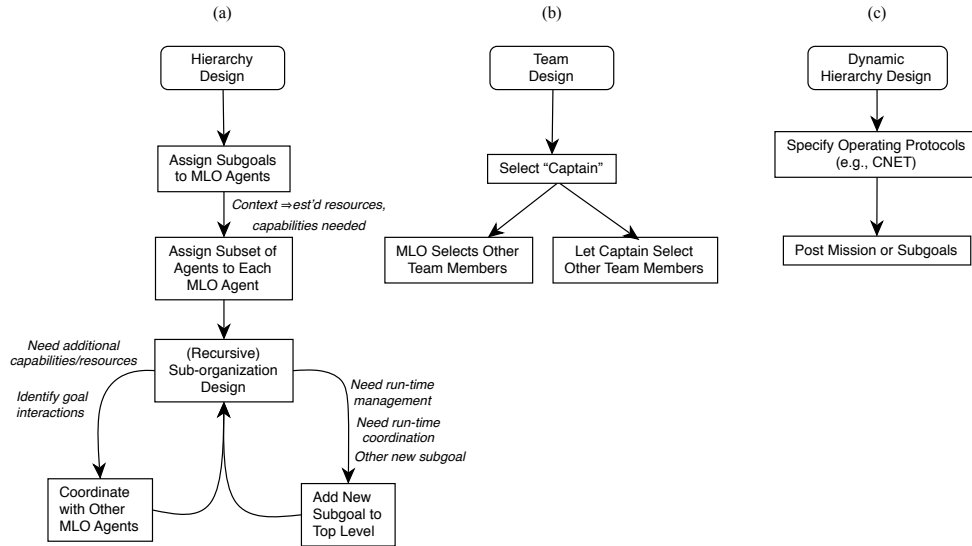 (a)
Hierarchy
Design
Assign Subgoals
to MLO Agents
Context ⇒est'd resources,
capabilities needed
Assign Subset of
Agents to Each
MLO Agent
(Recursive)
Sub-organization
Design
Need additional
capabilities/resources
Identify goal
interactions
Need run-time
management
Need run-time
coordination
Other new subgoal
Coordinate
with Other
MLO Agents
Add New
Subgoal to
Top Level
(b)
Team
Design
Select “Captain”
MLO Selects Other
Team Members
Let Captain Select
Other Team Members
(c)
Dynamic
Hierarchy Design
Specify Operating Protocols
(e.g., CNET)
Post Mission or Subgoals